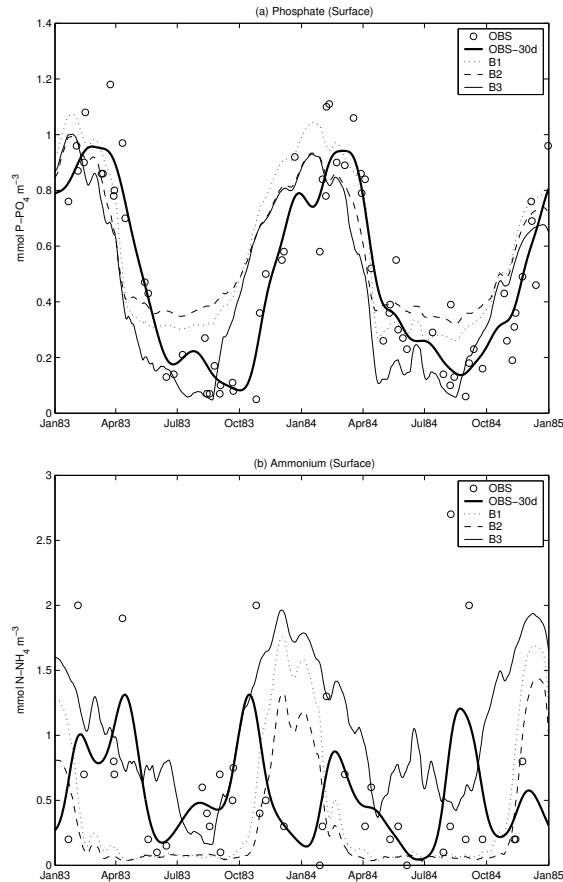 (a) Phosphate (Surface)
1.4
1.2
1
0.8
0.6
0.4
0.2
0
mmol P−PO4 m−3
OBS
OBS−30d
B1
B2
B3
Jan83 Apr83 Jul83 Oct83 Jan84 Apr84 Jul84 Oct84 Jan85
(b) Ammonium (Surface)
3
2.5
2
1.5
1
0.5
0
mmol N−NH4 m−3
OBS
OBS−30d
B1
B2
B3
Jan83 Apr83 Jul83 Oct83 Jan84 Apr84 Jul84 Oct84 Jan85